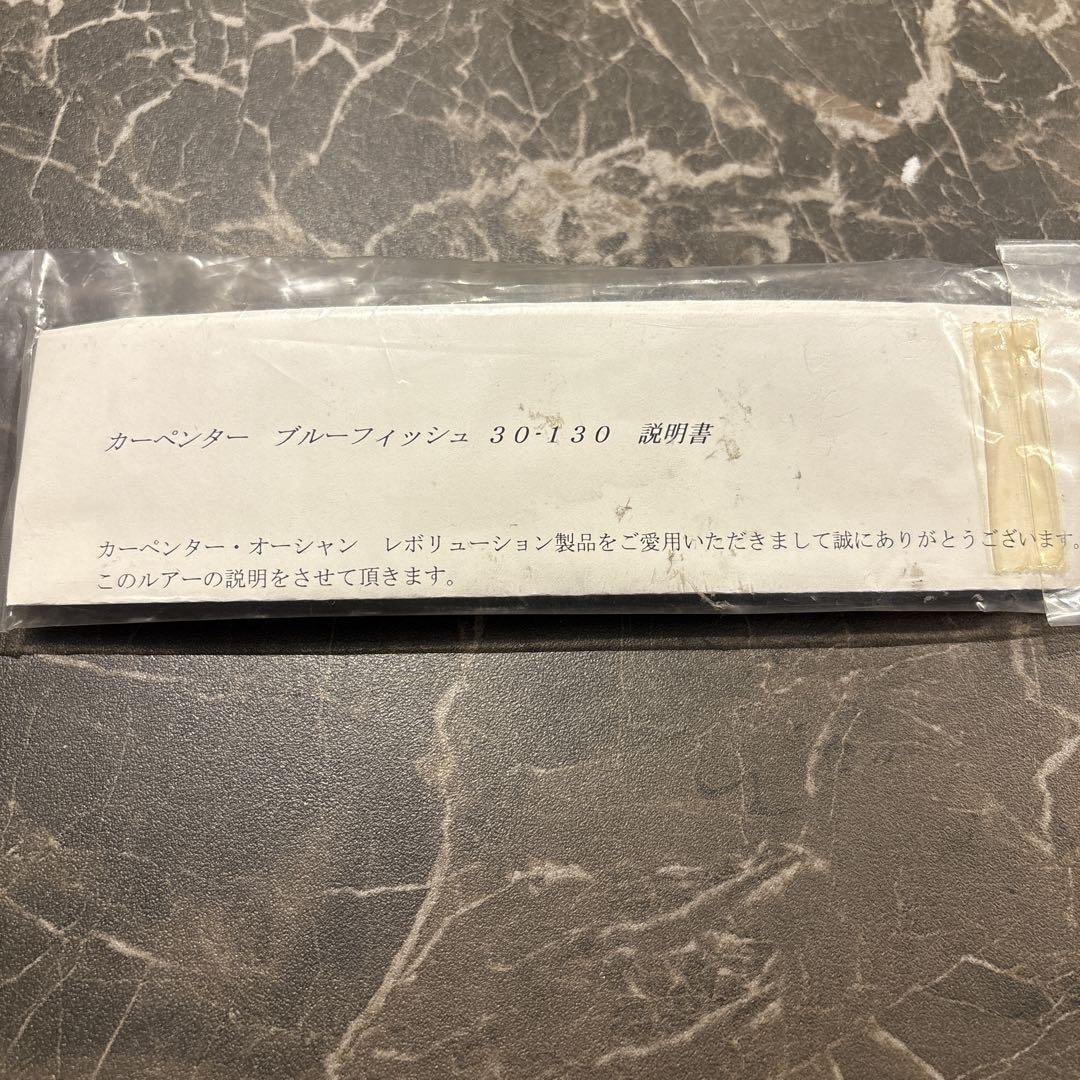 カーペンター　ブルーフィッシュ　３０-１３０　説明書
カーペンター・オーシャン　レボリューション製品をご愛用いただきまして誠にありがとうございます。
このルアーの説明をさせて頂きます。